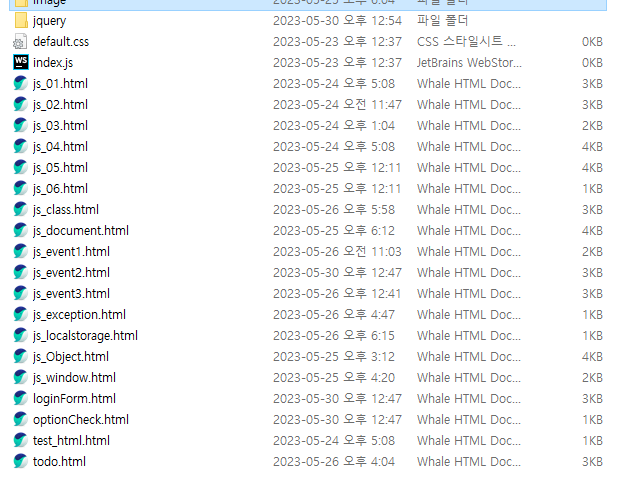 image 2023-05-25 오후 6:04 파일 폴더
jquery 2023-05-30 오후 12:54 파일 폴더
default.css 2023-05-23 오후 12:37 CSS 스타일시트 ... 0KB
WS index.js 2023-05-23 오후 12:37 JetBrains WebStor... 0KB
js_01.html 2023-05-24 오후 5:08 Whale HTML Doc... 3KB
js_02.html 2023-05-24 오전 11:47 Whale HTML Doc... 3KB
js_03.html 2023-05-24 오후 1:04 Whale HTML Doc... 2KB
js_04.html 2023-05-24 오후 5:08 Whale HTML Doc... 4KB
js_05.html 2023-05-25 오후 12:11 Whale HTML Doc... 4KB
js_06.html 2023-05-25 오후 12:11 Whale HTML Doc... 1KB
js_class.html 2023-05-26 오후 5:58 Whale HTML Doc... 3KB
js_document.html 2023-05-25 오후 6:12 Whale HTML Doc... 4KB
js_event1.html 2023-05-26 오전 11:03 Whale HTML Doc... 2KB
js_event2.html 2023-05-30 오후 12:47 Whale HTML Doc... 3KB
js_event3.html 2023-05-26 오후 12:41 Whale HTML Doc... 3KB
js_exception.html 2023-05-26 오후 4:47 Whale HTML Doc... 1KB
js_localstorage.html 2023-05-26 오후 6:15 Whale HTML Doc... 1KB
js_Object.html 2023-05-25 오후 3:12 Whale HTML Doc... 4KB
js_window.html 2023-05-25 오후 4:20 Whale HTML Doc... 2KB
loginForm.html 2023-05-30 오후 12:47 Whale HTML Doc... 3KB
optionCheck.html 2023-05-30 오후 12:47 Whale HTML Doc... 1KB
test_html.html 2023-05-24 오후 5:08 Whale HTML Doc... 1KB
todo.html 2023-05-26 오후 4:04 Whale HTML Doc... 3KB